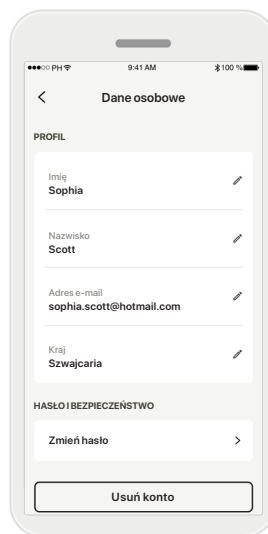 ●●●○○ PH 9:41 AM 100 %
Dane osobowe
PROFIL
Imię
Sophia
Nazwisko
Scott
Adres e-mail
sophia.scott@hotmail.com
Kraj
Szwajcaria
HASŁO I BEZPIECZEŃSTWO
Zmień hasło
Usuń konto